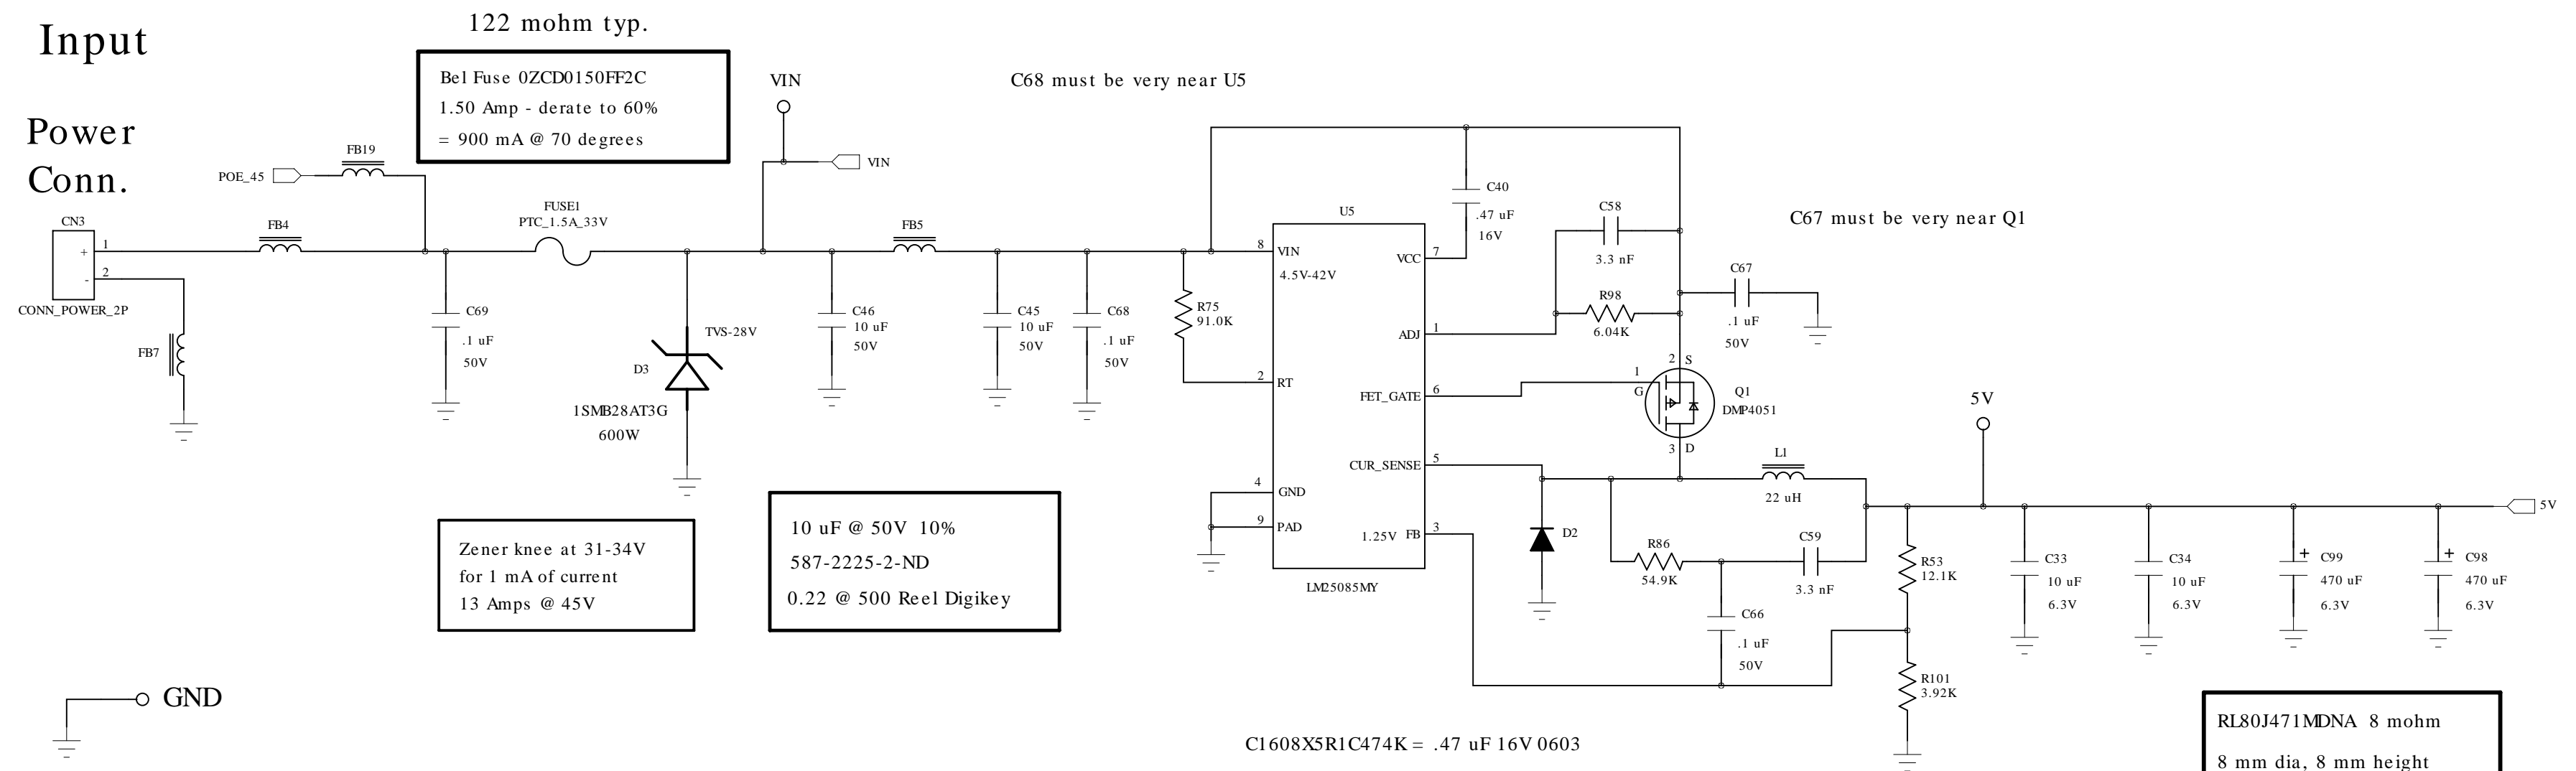 Input
Power
Conn.
122 mohm typ.
Bel Fuse 0ZCD0150FF2C
1.50 Amp - derate to 60%
= 900 mA @ 70 degrees
VIN
VIN
C68 must be very near U5
C67 must be very near Q1
POE_45
FB19
CN3
+
-
1
2
CONN_POWER_2P
FB4
FB7
FUSE1
PTC_1.5A_33V
C69
.1 uF
50V
TVS-28V
D3
1SMB28AT3G
600W
C46
10 uF
50V
FB5
C45
10 uF
50V
C68
.1 uF
50V
R75
91.0K
U5
8
VIN
4.5V-42V
2
RT
4
GND
9
PAD
VCC
7
ADJ
1
FET_GATE
6
CUR_SENSE
5
1.25V FB
3
LM25085MY
C40
.47 uF
16V
C58
3.3 nF
R98
6.04K
C67
.1 uF
50V
2
S
1
G
Q1
DMP4051
3
D
L1
22 uH
D2
R86
54.9K
C59
3.3 nF
C66
.1 uF
50V
R53
12.1K
R101
3.92K
5V
5V
C33
10 uF
6.3V
C34
10 uF
6.3V
+
C99
470 uF
6.3V
+
C98
470 uF
6.3V
Zener knee at 31-34V
for 1 mA of current
13 Amps @ 45V
10 uF @ 50V 10%
587-2225-2-ND
0.22 @ 500 Reel Digikey
GND
C1608X5R1C474K = .47 uF 16V 0603
RL80J471MDNA 8 mohm
8 mm dia, 8 mm height